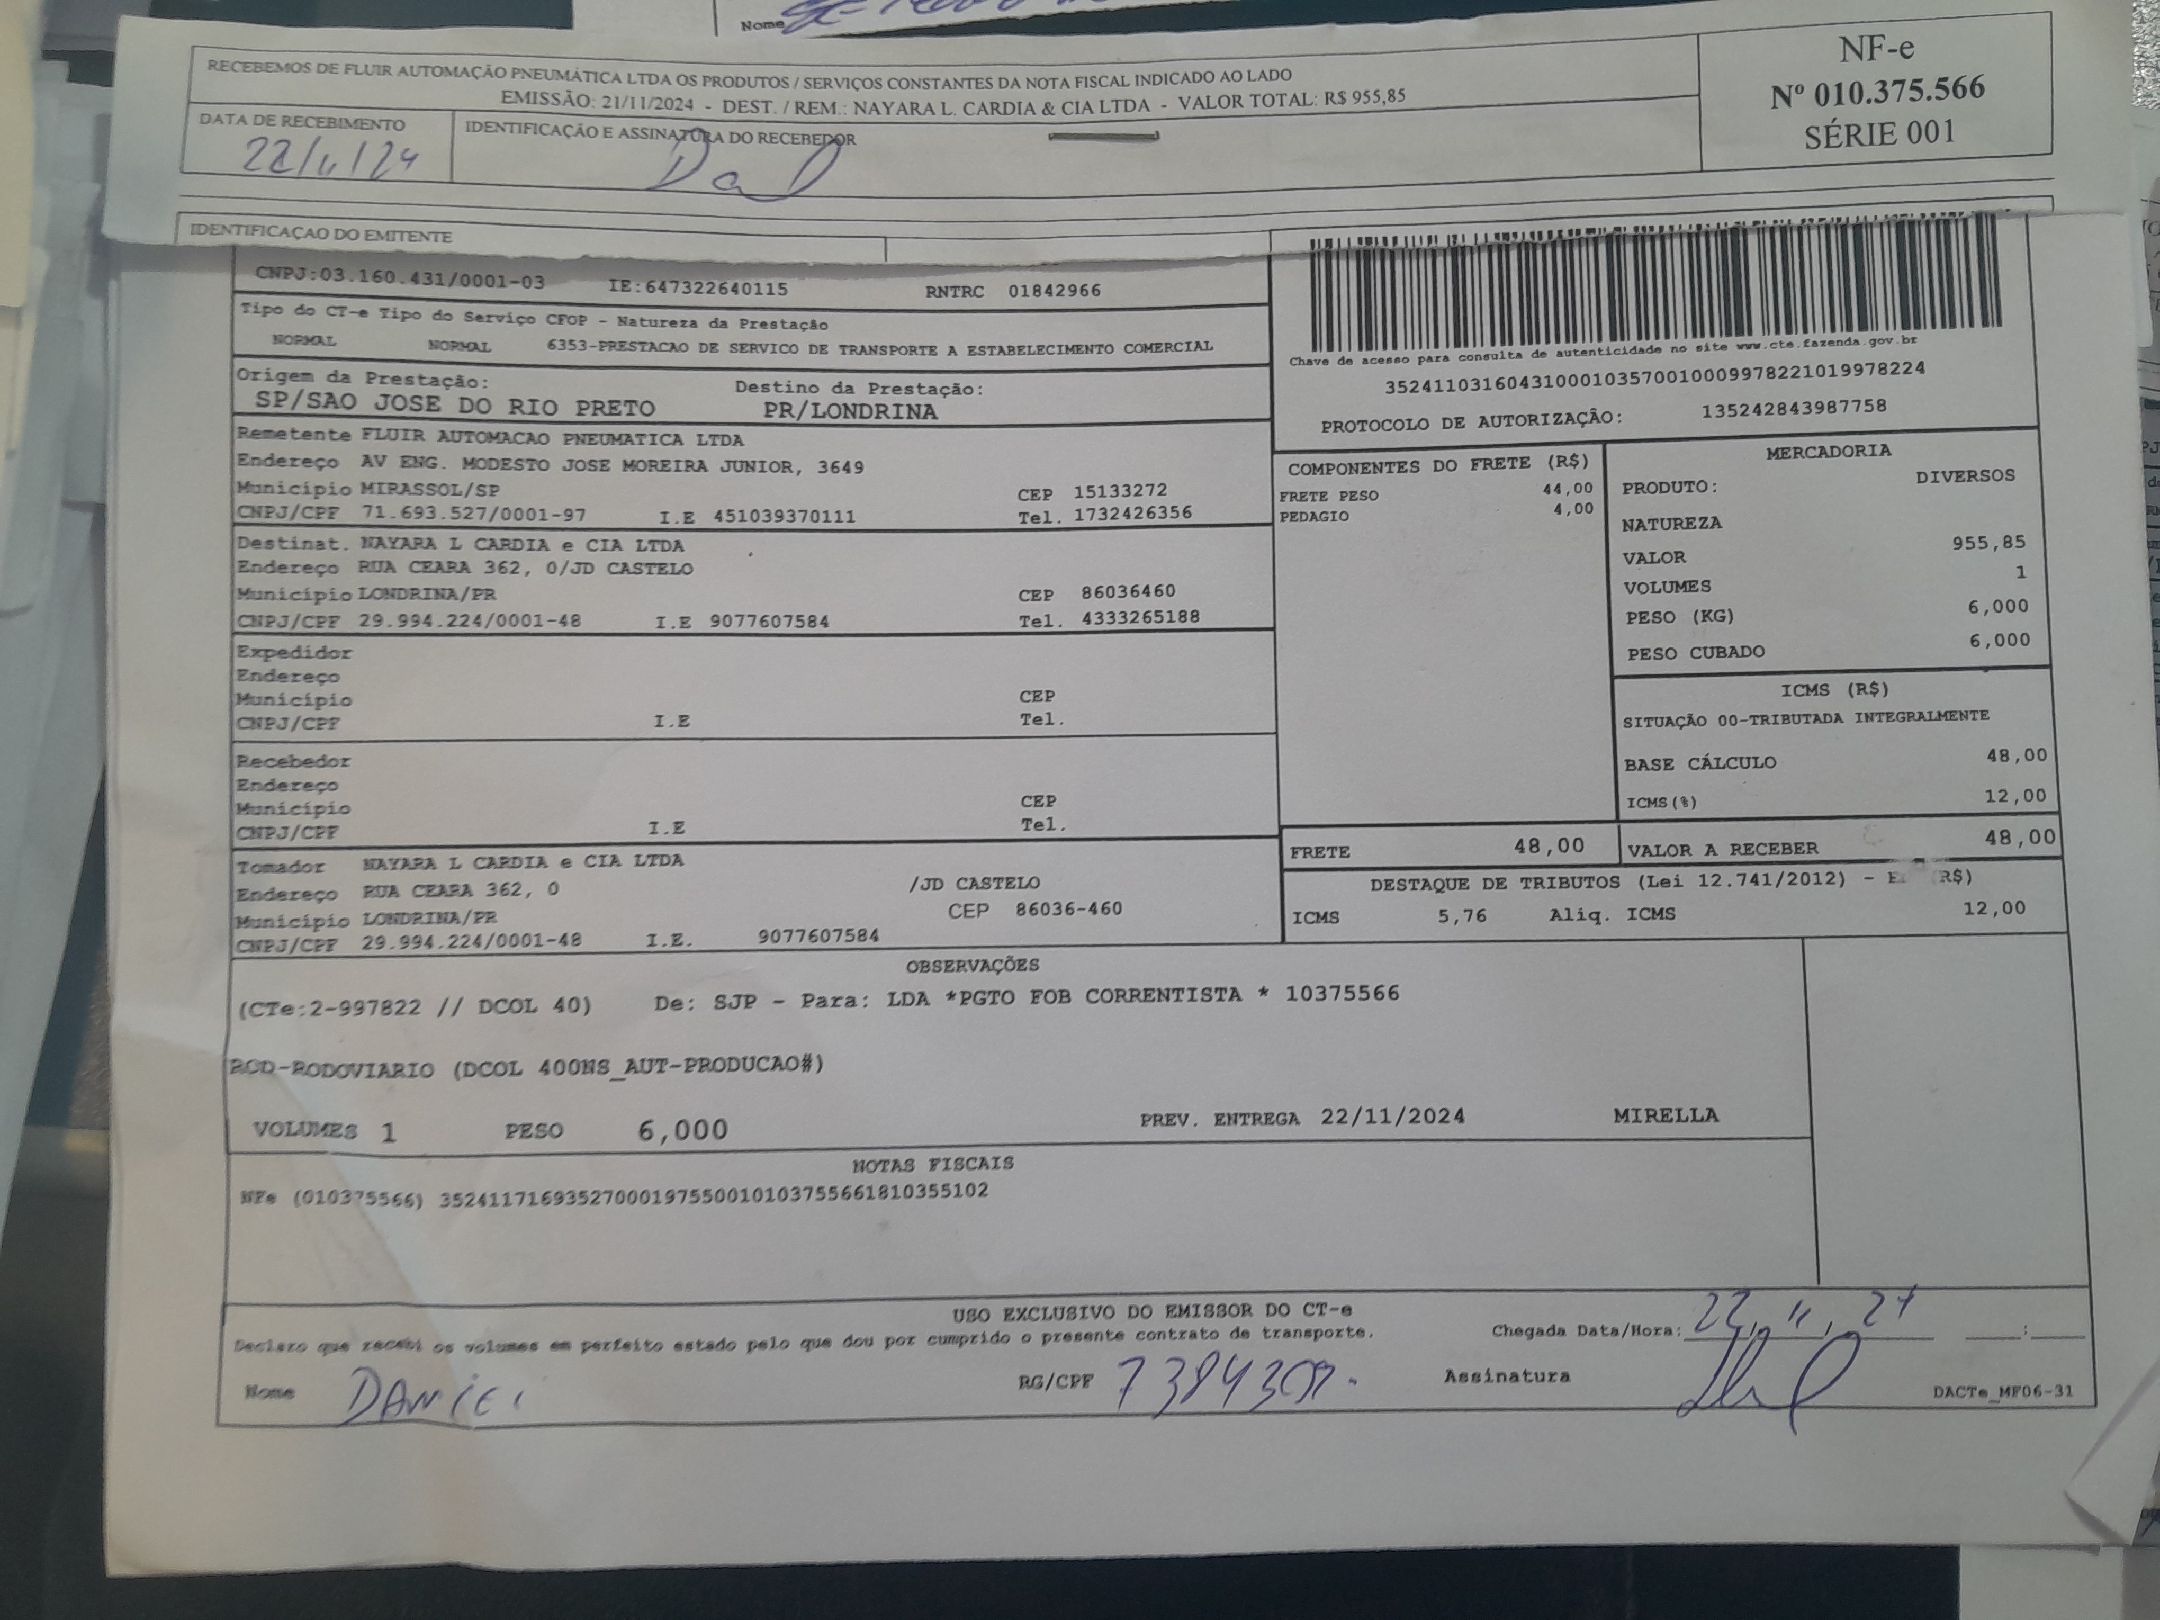 Nome
RECEBEMOS DE FLUIR AUTOMAÇÃO PNEUMÁTICA LTDA OS PRODUTOS / SERVIÇOS CONSTANTES DA NOTA FISCAL INDICADO AO LADO
EMISSÃO: 21/11/2024 - DEST. / REM.: NAYARA L. CARDIA & CIA LTDA - VALOR TOTAL: R$ 955,85
NF-e
Nº 010.375.566
SÉRIE 001
DATA DE RECEBIMENTO
22/11/24
IDENTIFICAÇÃO E ASSINATURA DO RECEBEDOR
IDENTIFICAÇÃO DO EMITENTE
CNPJ:03.160.431/0001-03 IE:647322640115 RNTRC 01842966
Tipo do CT-e Tipo do Serviço CFOP - Natureza da Prestação
NORMAL NORMAL 6353-PRESTACAO DE SERVICO DE TRANSPORTE A ESTABELECIMENTO COMERCIAL
Chave de acesso para consulta de autenticidade no site www.cte.fazenda.gov.br
35241103160431000103570010009978221019978224
PROTOCOLO DE AUTORIZAÇÃO: 135242843987758
Origem da Prestação: Destino da Prestação:
SP/SAO JOSE DO RIO PRETO PR/LONDRINA
Remetente FLUIR AUTOMACAO PNEUMATICA LTDA
Endereço AV ENG. MODESTO JOSE MOREIRA JUNIOR, 3649
Município MIRASSOL/SP CEP 15133272
CNPJ/CPF 71.693.527/0001-97 I.E 451039370111 Tel. 1732426356
Destinat. NAYARA L CARDIA e CIA LTDA
Endereço RUA CEARA 362, 0/JD CASTELO
Município LONDRINA/PR CEP 86036460
CNPJ/CPF 29.994.224/0001-48 I.E 9077607584 Tel. 4333265188
Expedidor
Endereço
Município CEP
CNPJ/CPF I.E Tel.
Recebedor
Endereço
Município CEP
CNPJ/CPF I.E Tel.
Tomador NAYARA L CARDIA e CIA LTDA
Endereço RUA CEARA 362, 0 /JD CASTELO
Município LONDRINA/PR CEP 86036-460
CNPJ/CPF 29.994.224/0001-48 I.E. 9077607584
COMPONENTES DO FRETE (R$)
FRETE PESO 44,00
PEDAGIO 4,00
MERCADORIA
PRODUTO: DIVERSOS
NATUREZA
VALOR 955,85
VOLUMES 1
PESO (KG) 6,000
PESO CUBADO 6,000
ICMS (R$)
SITUAÇÃO 00-TRIBUTADA INTEGRALMENTE
BASE CÁLCULO 48,00
ICMS(%) 12,00
FRETE 48,00 VALOR A RECEBER 48,00
DESTAQUE DE TRIBUTOS (Lei 12.741/2012) - (R$)
ICMS 5,76 Aliq. ICMS 12,00
OBSERVAÇÕES
(CTe:2-997822 // DCOL 40) De: SJP - Para: LDA *PGTO FOB CORRENTISTA * 10375566
ROD-RODOVIARIO (DCOL 400NS_AUT-PRODUCAO#)
VOLUMES 1 PESO 6,000 PREV. ENTREGA 22/11/2024 MIRELLA
NOTAS FISCAIS
NFe (010375566) 35241171693527000197550010103755661810355102
USO EXCLUSIVO DO EMISSOR DO CT-e
Declaro que recebi os volumes em perfeito estado pelo que dou por cumprido o presente contrato de transporte. Chegada Data/Hora: 22, 11, 24 :
Nome DANIEL RG/CPF Assinatura DACTe_MF06-31